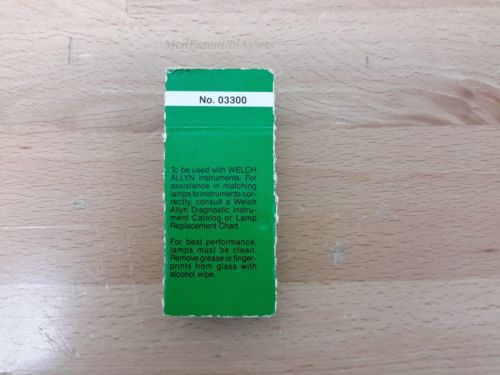 MedEssentialAssets
No. 03300
To be used with WELCH
ALLYN instruments. For
assistance in matching
lamps to instruments cor-
rectly, consult a Welch
Allyn Diagnostic Instru-
ment Catalog or Lamp
Replacement Chart.
For best performance,
lamps must be clean.
Remove grease or finger-
prints from glass with
alcohol wipe.